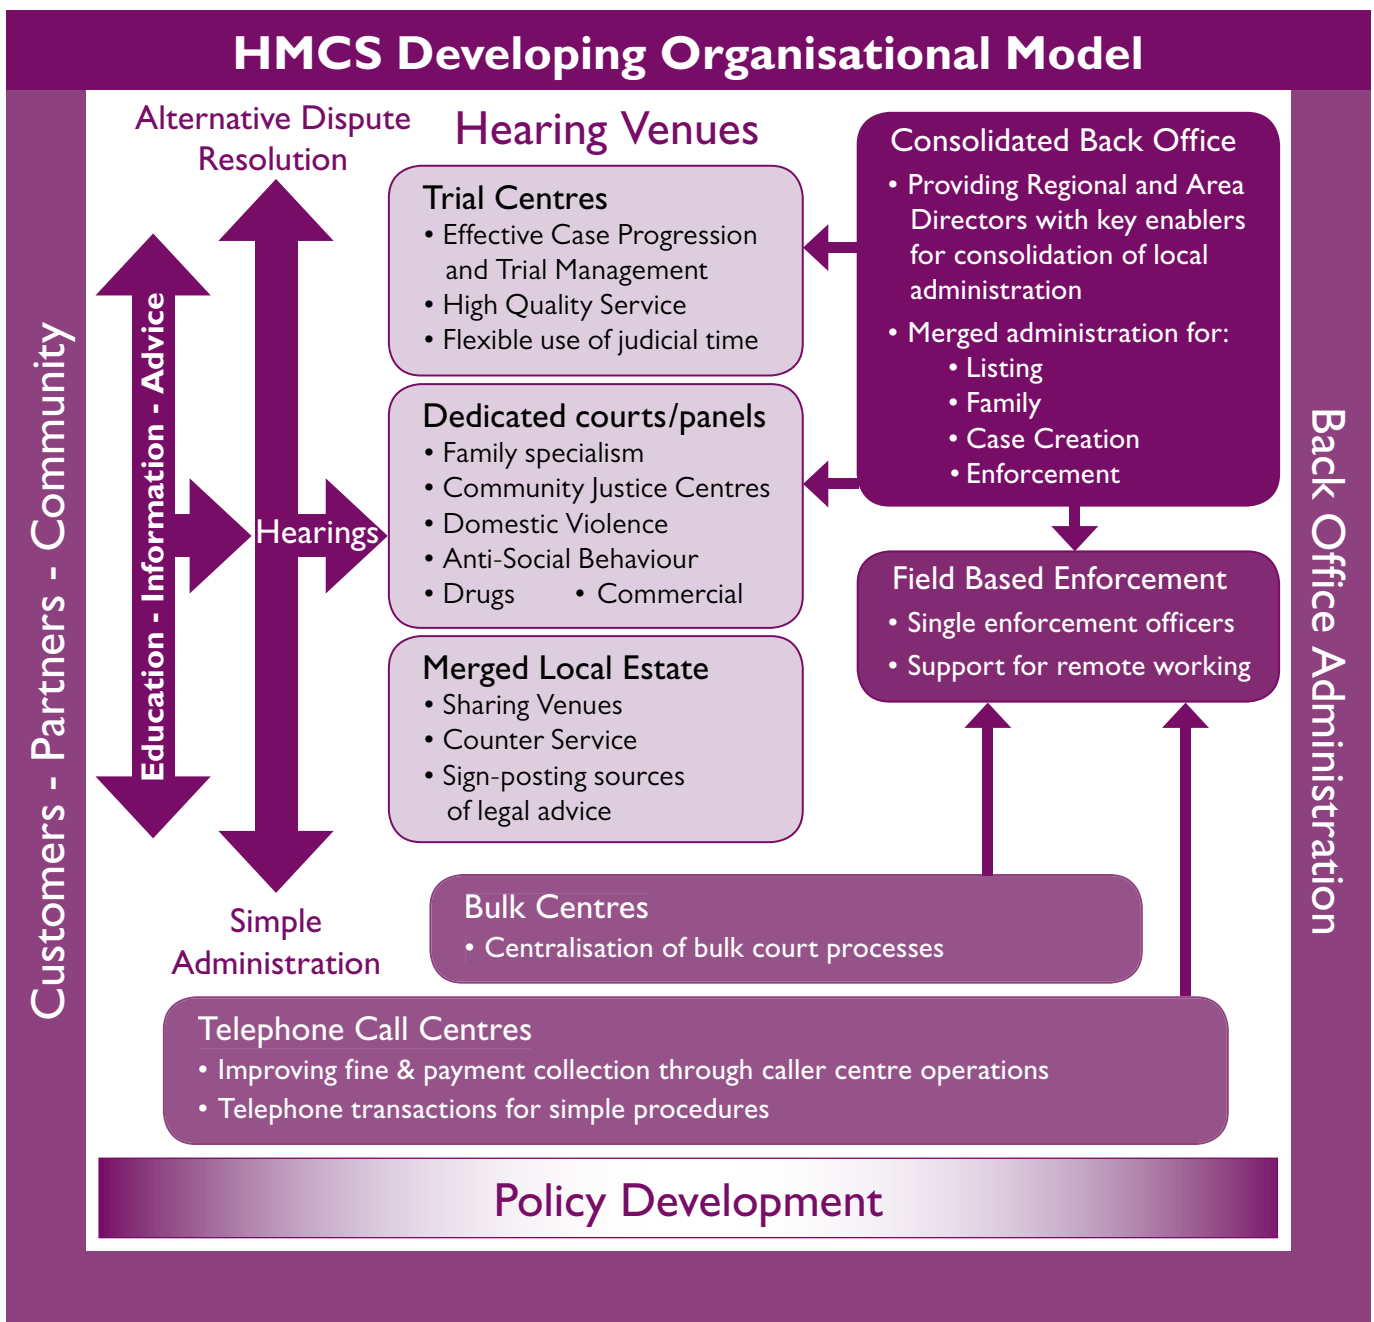 HMCS Developing Organisational Model
Customers - Partners - Community
Alternative Dispute
Resolution
Education - Information - Advice
Hearings
Simple
Administration
Hearing Venues
Trial Centres
• Effective Case Progression
and Trial Management
• High Quality Service
• Flexible use of judicial time
Dedicated courts/panels
• Family specialism
• Community Justice Centres
• Domestic Violence
• Anti-Social Behaviour
• Drugs • Commercial
Merged Local Estate
• Sharing Venues
• Counter Service
• Sign-posting sources
of legal advice
Consolidated Back Office
• Providing Regional and Area
Directors with key enablers
for consolidation of local
administration
• Merged administration for:
• Listing
• Family
• Case Creation
• Enforcement
Field Based Enforcement
• Single enforcement officers
• Support for remote working
Back Office Administration
Bulk Centres
• Centralisation of bulk court processes
Telephone Call Centres
• Improving fine & payment collection through caller centre operations
• Telephone transactions for simple procedures
Policy Development